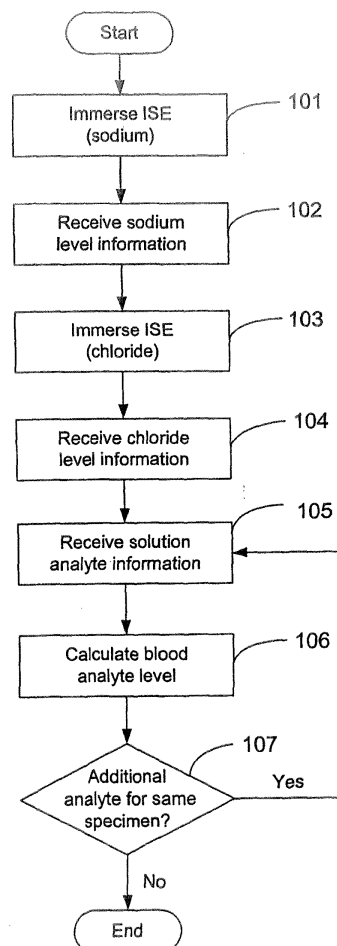 Start
Immerse ISE
(sodium)
101
Receive sodium
level information
102
Immerse ISE
(chloride)
103
Receive chloride
level information
104
Receive solution
analyte information
105
Calculate blood
analyte level
106
Additional
analyte for same
specimen?
107
Yes
No
End